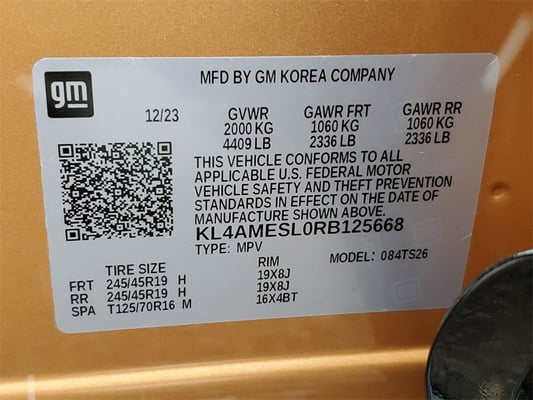 gm
MFD BY GM KOREA COMPANY
12/23 GVWR GAWR FRT GAWR RR
2000 KG 1060 KG 1060 KG
4409 LB 2336 LB 2336 LB
THIS VEHICLE CONFORMS TO ALL
APPLICABLE U.S. FEDERAL MOTOR
VEHICLE SAFETY AND THEFT PREVENTION
STANDARDS IN EFFECT ON THE DATE OF
MANUFACTURE SHOWN ABOVE.
KL4AMESL0RB125668
TYPE: MPV MODEL: 084TS26
TIRE SIZE RIM
FRT 245/45R19 H 19X8J
RR 245/45R19 H 19X8J
SPA T125/70R16 M 16X4BT